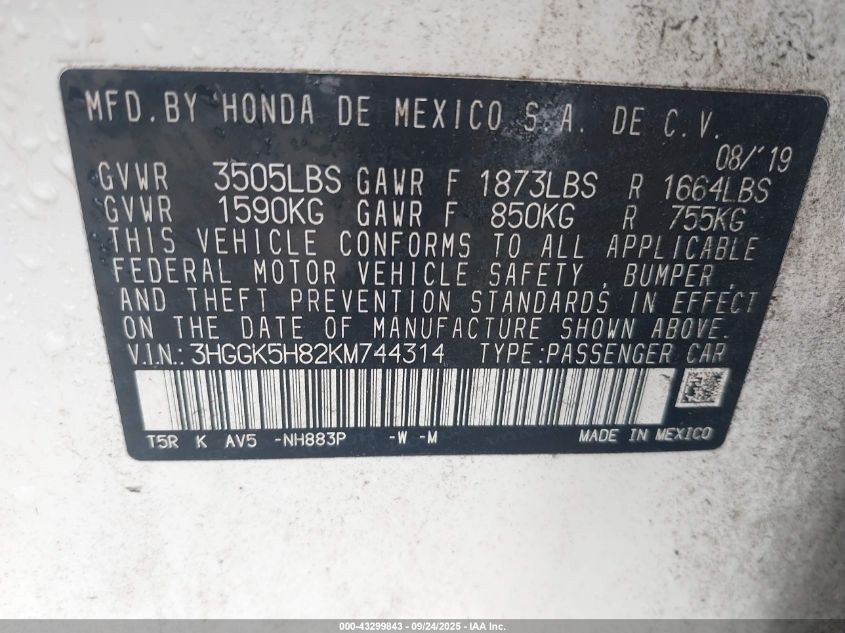 MFD.BY HONDA DE MEXICO S.A. DE C.V.
08/'19
GVWR 3505LBS GAWR F 1873LBS R 1664LBS
GVWR 1590KG GAWR F 850KG R 755KG
THIS VEHICLE CONFORMS TO ALL APPLICABLE
FEDERAL MOTOR VEHICLE SAFETY, BUMPER,
AND THEFT PREVENTION STANDARDS IN EFFECT
ON THE DATE OF MANUFACTURE SHOWN ABOVE.
V.I.N.: 3HGGK5H82KM744314 TYPE:PASSENGER CAR
T5R K AV5 -NH883P -W -M MADE IN MEXICO
000-43299843 - 09/24/2025 - IAA Inc.